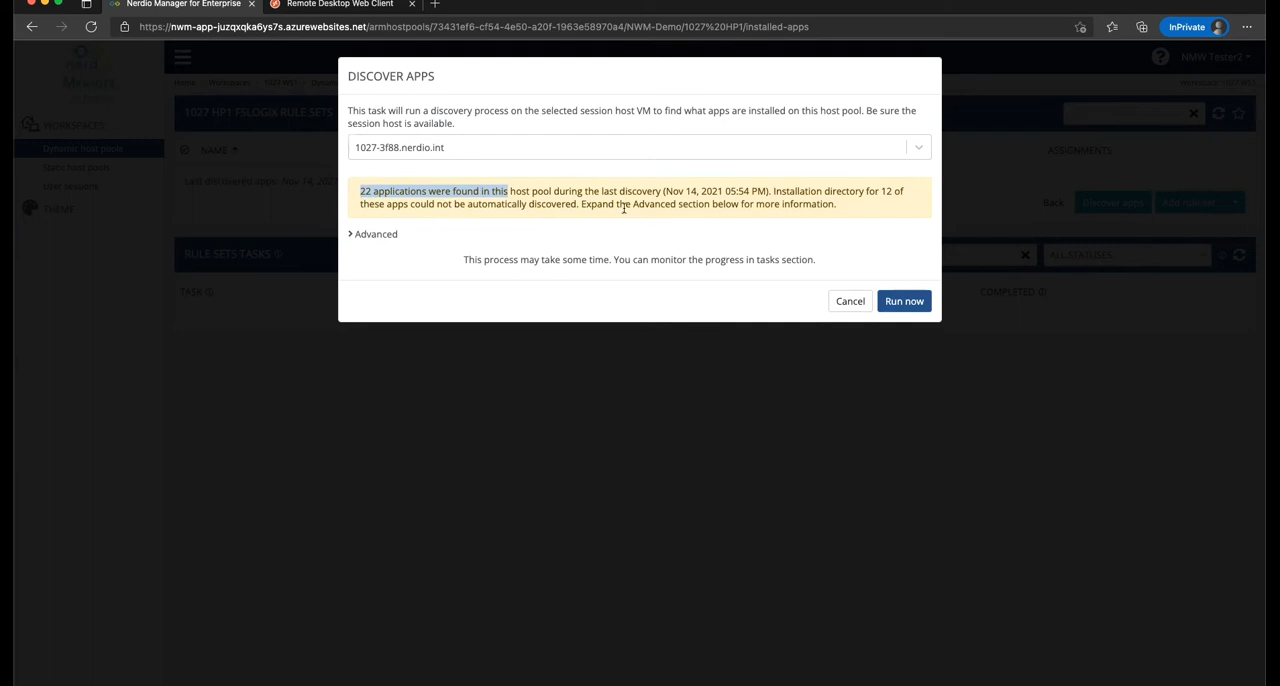 Nerdio Manager for Enterprise
Remote Desktop Web Client
https://nwm-app-juzqxqka6ys7s.azurewebsites.net/armhostpools/73431ef6-cf54-4e50-a20f-1963e58970a4/NWM-Demo/1027%20HP1/installed-apps
InPrivate
NMW Tester2
Home
Workspaces
1027 HP1 FSLOGIX RULE SETS
WORKSPACES
Dynamic host pools
Static host pools
User sessions
THEME
NAME
ASSIGNMENTS
Last discovered apps: Nov 14, 2021
Back
Discover apps
Add rule set
RULE SETS TASKS
ALL STATUSES
TASK
COMPLETED
DISCOVER APPS
This task will run a discovery process on the selected session host VM to find what apps are installed on this host pool. Be sure the
session host is available.
1027-3f88.nerdio.int
22 applications were found in this host pool during the last discovery (Nov 14, 2021 05:54 PM). Installation directory for 12 of
these apps could not be automatically discovered. Expand the Advanced section below for more information.
Advanced
This process may take some time. You can monitor the progress in tasks section.
Cancel
Run now